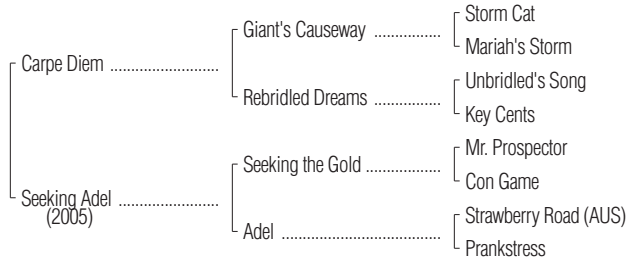 Storm Cat
Giant's Causeway ................
Mariah's Storm
Carpe Diem ........................
Unbridled's Song
Rebridled Dreams ...............
Key Cents
Mr. Prospector
Seeking the Gold ................
Con Game
Seeking Adel ......................
(2005)
Strawberry Road (AUS)
Adel ...................................
Prankstress